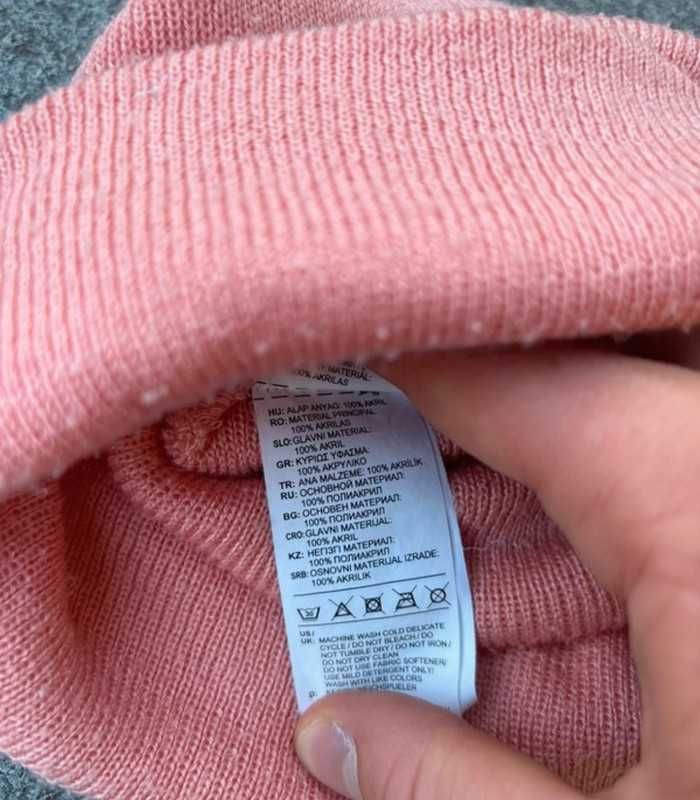 MATERIAL:
100% AKRILAS
HU: ALAP ANYAG: 100% AKRIL
RO: MATERIAL PRINCIPAL:
100% AKRILAS
SLO: GLAVNI MATERIAL:
100% AKRIL
GR: ΚΥΡΙΩΣ ΥΦΑΣΜΑ:
100% ΑΚΡΥΛΙΚΟ
TR: ANA MALZEME: 100% AKRİLİK
RU: ОСНОВНОЙ МАТЕРИАЛ:
100% ПОЛИАКРИЛ
BG: ОСНОВЕН МАТЕРИАЛ:
100% ПОЛИАКРИЛ
CRO: GLAVNI MATERIJAL:
100% AKRIL
KZ: НЕГІЗГІ МАТЕРИАЛ:
100% ПОЛИАКРИЛ
SRB: OSNOVNI MATERIJAL IZRADE:
100% AKRILIK
30
US/
UK: MACHINE WASH COLD DELICATE
CYCLE / DO NOT BLEACH / DO
NOT TUMBLE DRY / DO NOT IRON /
DO NOT DRY CLEAN
DO NOT USE FABRIC SOFTENER/
USE MILD DETERGENT ONLY/
WASH WITH LIKE COLORS